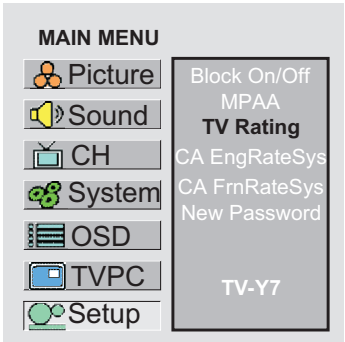 MAIN MENU
Picture
Sound
CH
System
OSD
TVPC
Setup
Block On/Off
MPAA
TV Rating
CA EngRateSys
CA FrnRateSys
New Password
TV-Y7